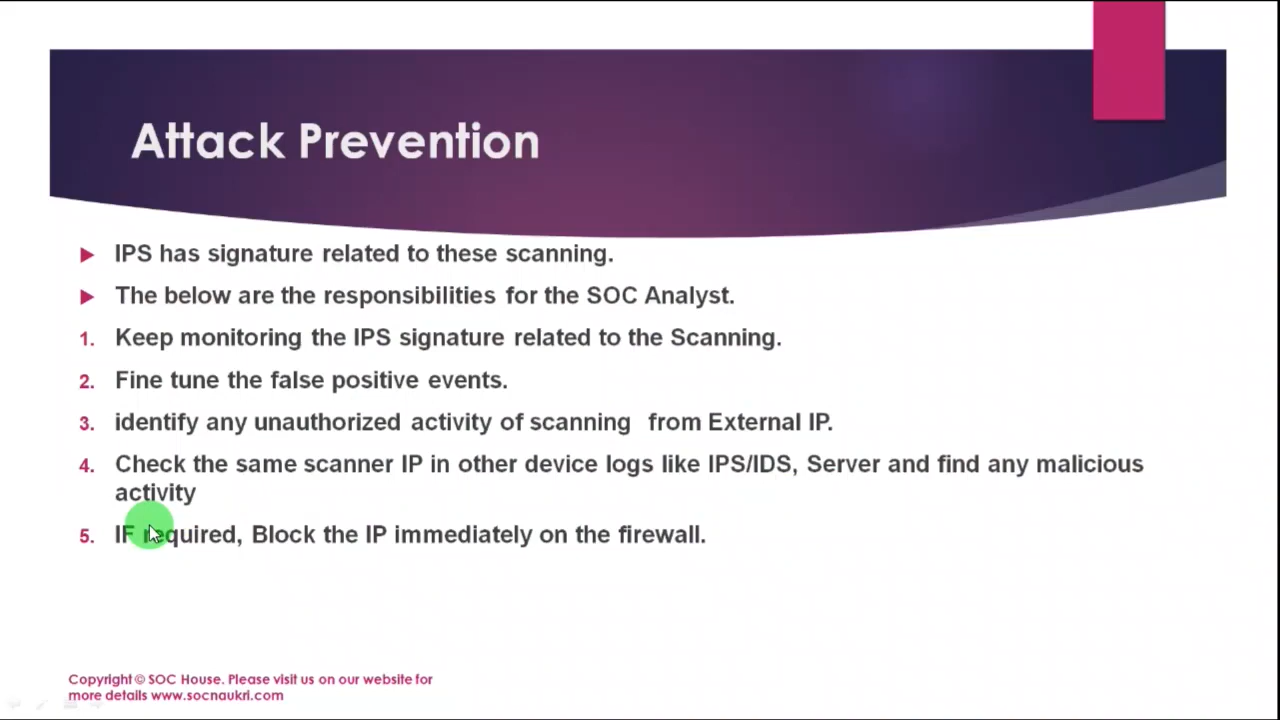 Attack Prevention
IPS has signature related to these scanning.
The below are the responsibilities for the SOC Analyst.
1. Keep monitoring the IPS signature related to the Scanning.
2. Fine tune the false positive events.
3. identify any unauthorized activity of scanning from External IP.
4. Check the same scanner IP in other device logs like IPS/IDS, Server and find any malicious
activity
5. IF required, Block the IP immediately on the firewall.
Copyright © SOC House. Please visit us on our website for
more details www.socnaukri.com